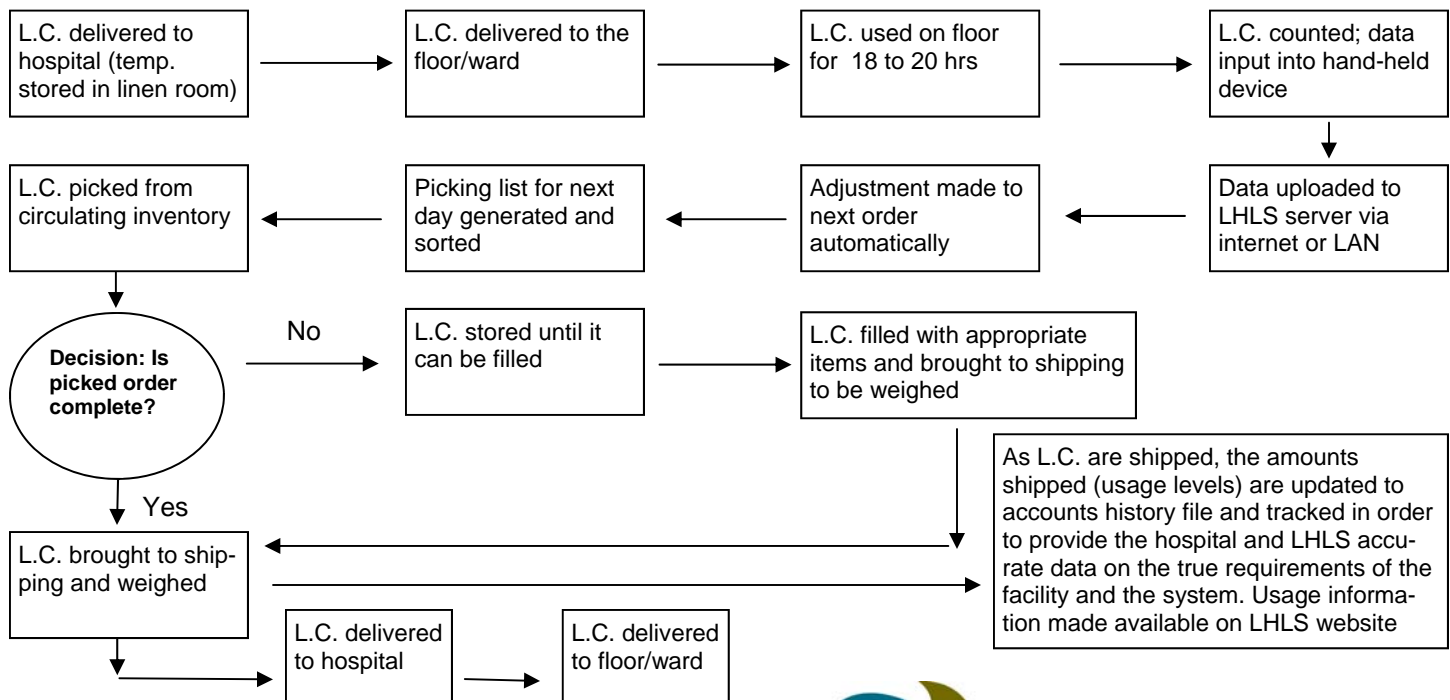 L.C. delivered to
hospital (temp.
stored in linen room)
L.C. delivered to the
floor/ward
L.C. used on floor
for 18 to 20 hrs
L.C. counted; data
input into hand-held
device
L.C. picked from
circulating inventory
Picking list for next
day generated and
sorted
Adjustment made to
next order
automatically
Data uploaded to
LHLS server via
internet or LAN
Decision: Is
picked order
complete?
No
L.C. stored until it
can be filled
L.C. filled with appropriate
items and brought to shipping
to be weighed
Yes
L.C. brought to ship-
ping and weighed
As L.C. are shipped, the amounts
shipped (usage levels) are updated to
accounts history file and tracked in order
to provide the hospital and LHLS accu-
rate data on the true requirements of the
facility and the system. Usage informa-
tion made available on LHLS website
L.C. delivered
to hospital
L.C. delivered
to floor/ward